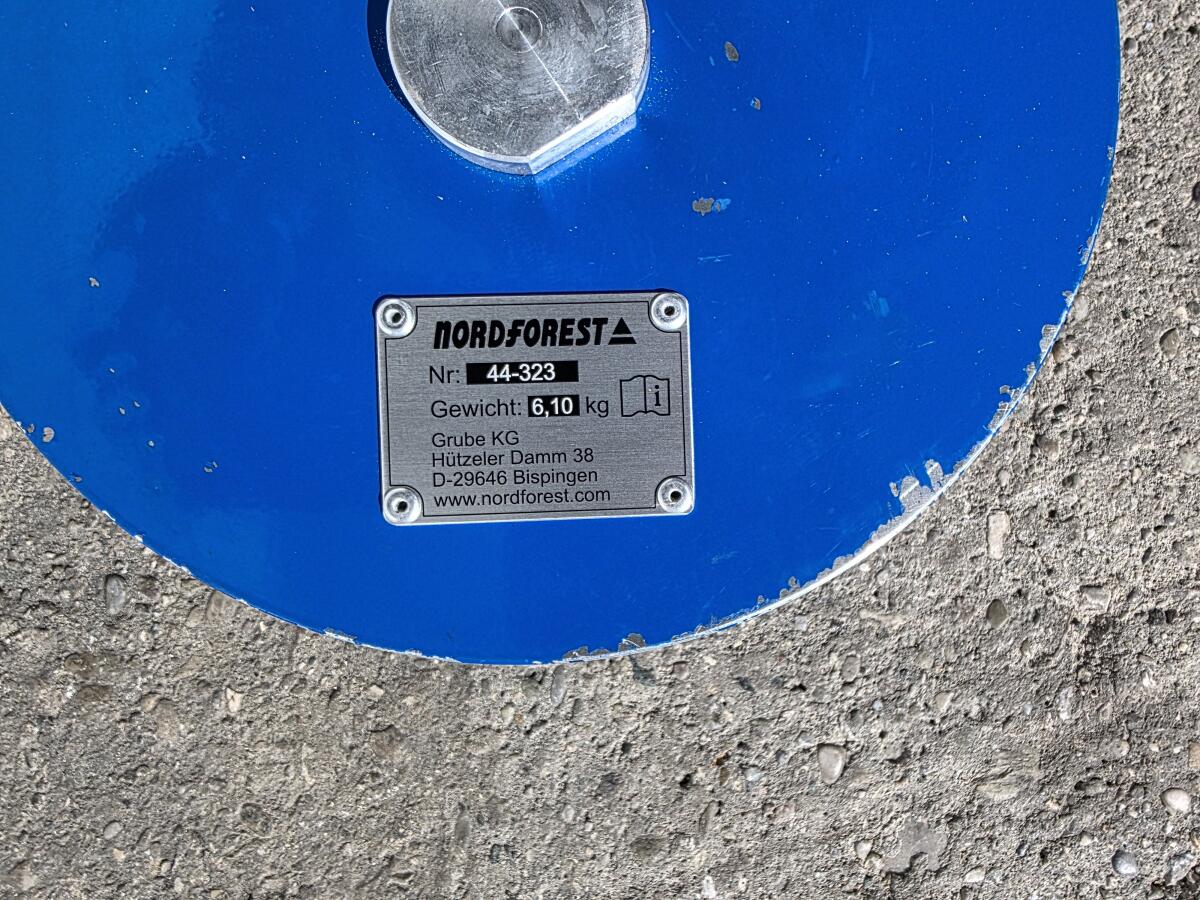 NORDFOREST
Nr: 44-323
Gewicht: 6,10 kg
i
Grube KG
Hützeler Damm 38
D-29646 Bispingen
www.nordforest.com